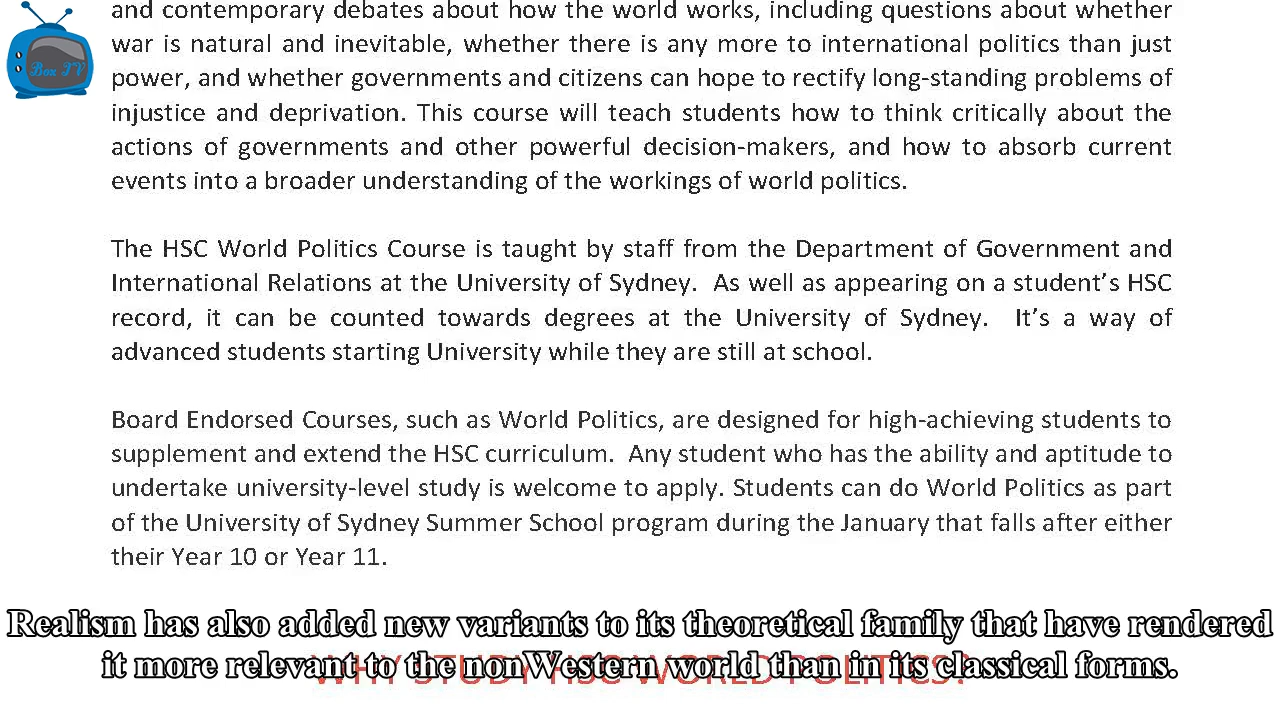 and contemporary debates about how the world works, including questions about whether
war is natural and inevitable, whether there is any more to international politics than just
power, and whether governments and citizens can hope to rectify long-standing problems of
injustice and deprivation. This course will teach students how to think critically about the
actions of governments and other powerful decision-makers, and how to absorb current
events into a broader understanding of the workings of world politics.
Box TV
The HSC World Politics Course is taught by staff from the Department of Government and
International Relations at the University of Sydney.  As well as appearing on a student’s HSC
record, it can be counted towards degrees at the University of Sydney.  It’s a way of
advanced students starting University while they are still at school.
Board Endorsed Courses, such as World Politics, are designed for high-achieving students to
supplement and extend the HSC curriculum.  Any student who has the ability and aptitude to
undertake university-level study is welcome to apply. Students can do World Politics as part
of the University of Sydney Summer School program during the January that falls after either
their Year 10 or Year 11.
Realism has also added new variants to its theoretical family that have rendered
it more relevant to the nonWestern world than in its classical forms.
WHY STUDY HSC WORLD POLITICS?